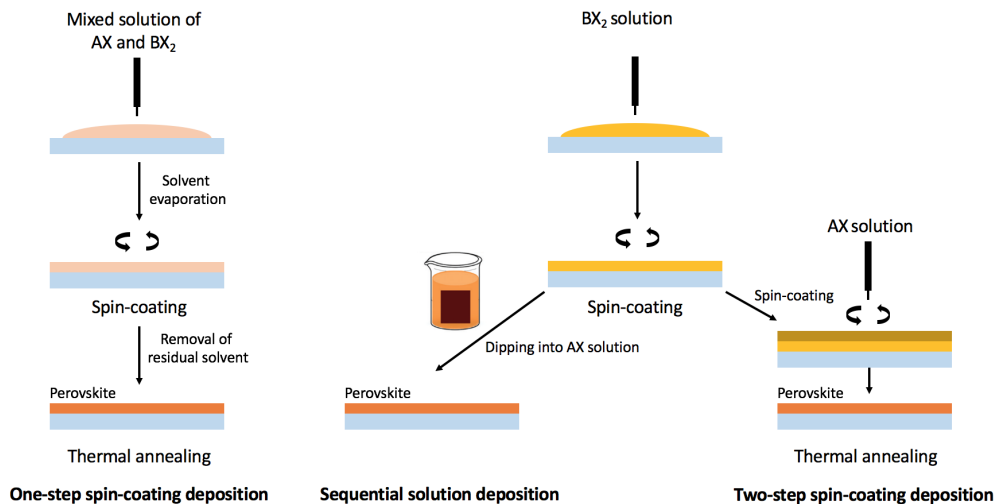 Mixed solution of
AX and BX₂
Solvent
evaporation
Spin-coating
Removal of
residual solvent
Perovskite
Thermal annealing
One-step spin-coating deposition
BX₂ solution
Spin-coating
Dipping into AX solution
Perovskite
Sequential solution deposition
AX solution
Spin-coating
Perovskite
Thermal annealing
Two-step spin-coating deposition